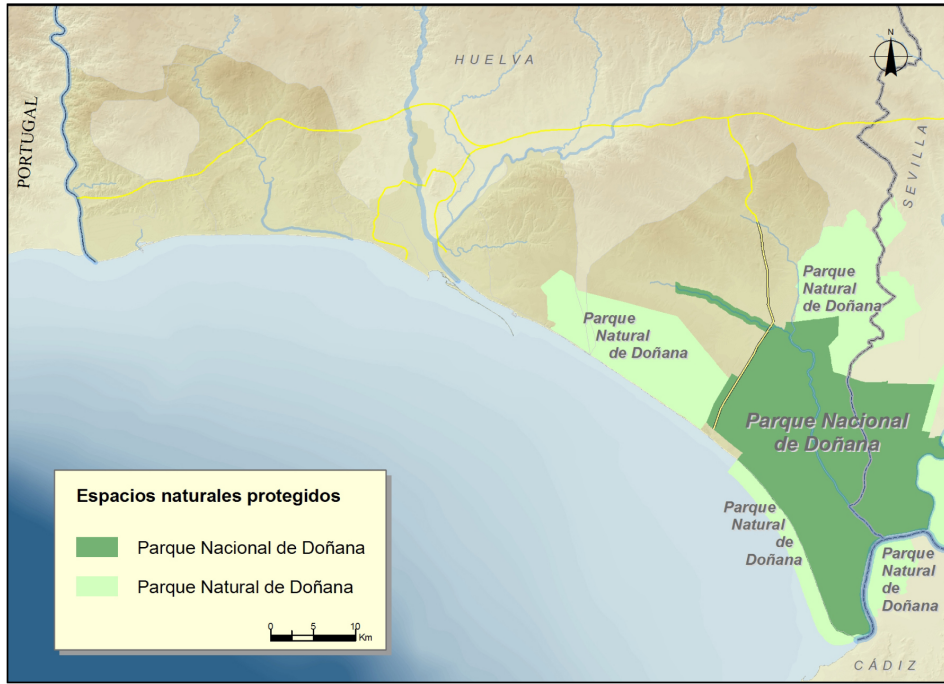 HUELVA
N
PORTUGAL
SEVILLA
Parque
Natural
de Doñana
Parque
Natural
de Doñana
Parque Nacional
de Doñana
Parque
Natural
de
Doñana
Parque
Natural
de
Doñana
CÁDIZ
Espacios naturales protegidos
Parque Nacional de Doñana
Parque Natural de Doñana
0 5 10
Km